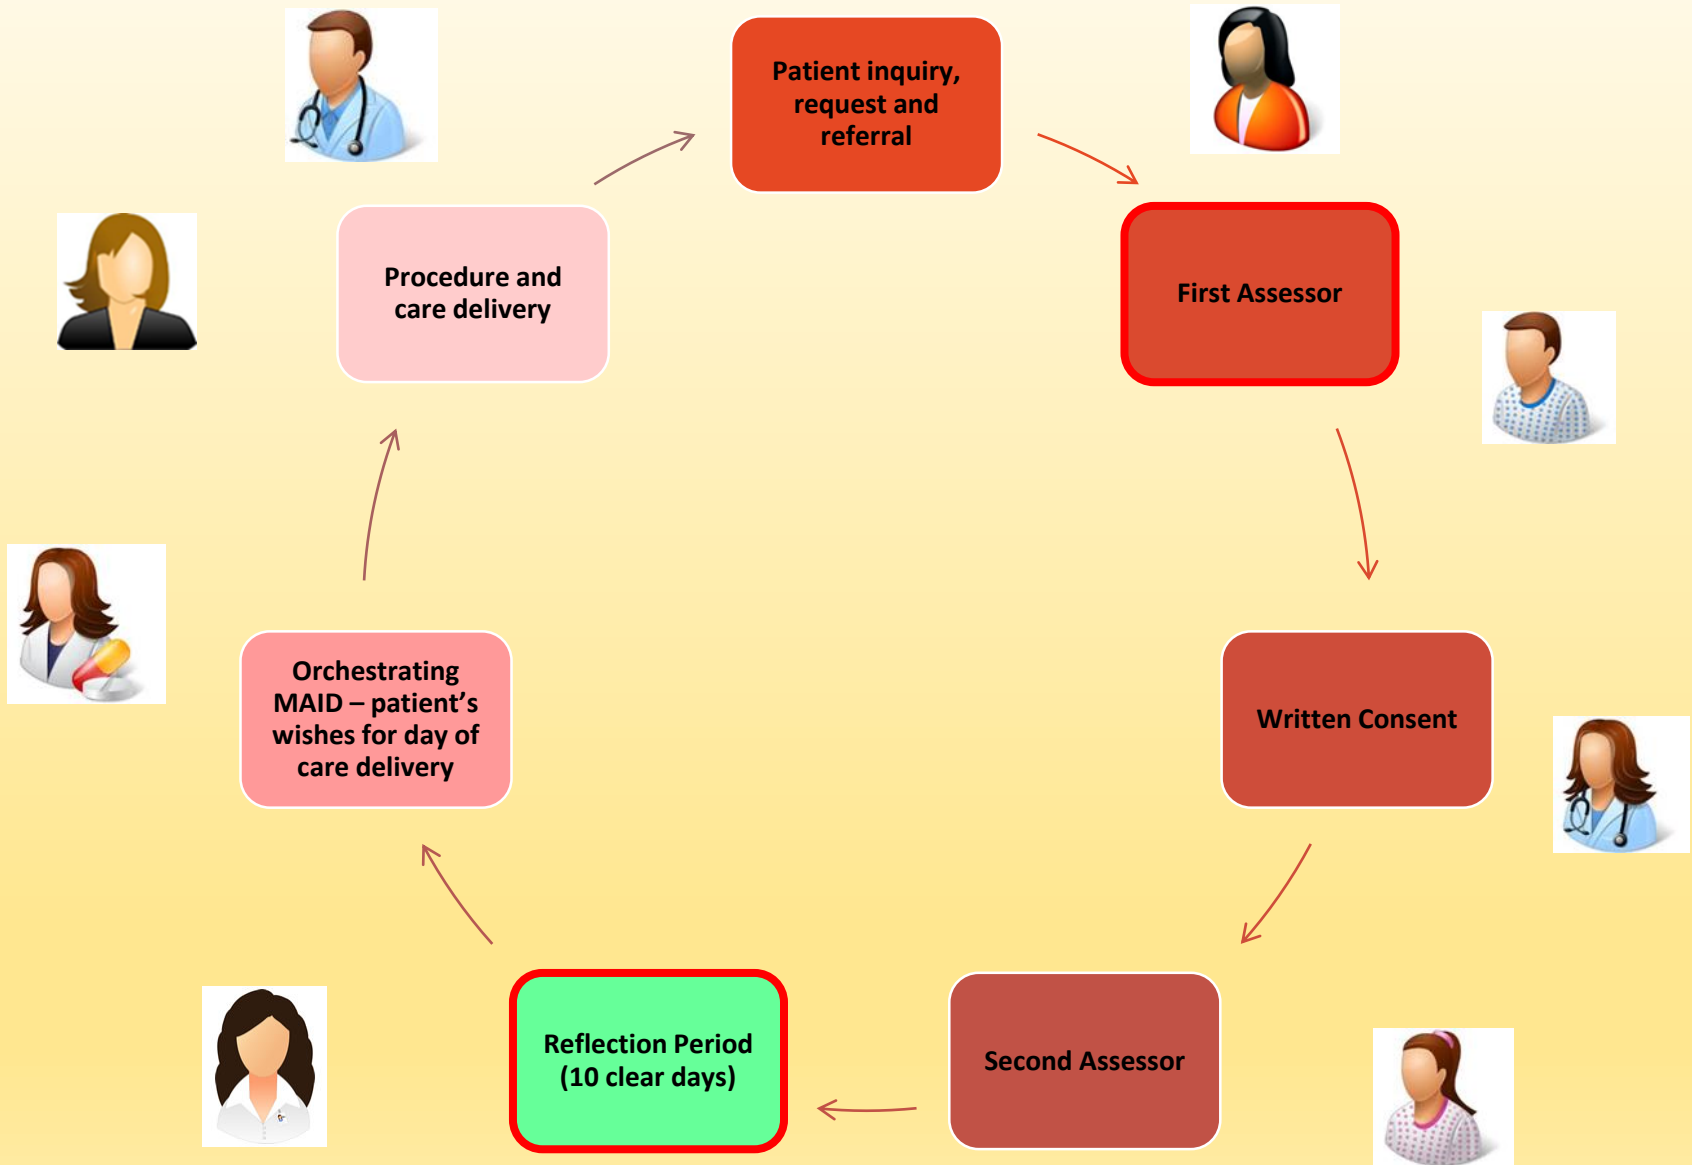 Patient inquiry,
request and
referral
First Assessor
Written Consent
Second Assessor
Reflection Period
(10 clear days)
Orchestrating
MAID – patient’s
wishes for day of
care delivery
Procedure and
care delivery